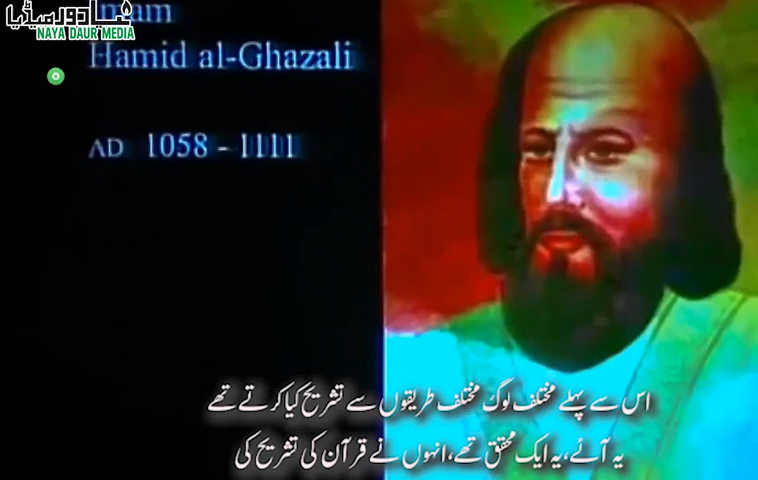 نیا دور میڈیا
NAYA DAUR MEDIA
Imam
Hamid al-Ghazali
AD 1058 - 1111
اس سے پہلے مختلف لوگ مختلف طریقوں سے تشریح کیا کرتے تھے
یہ آئے، یہ ایک محقق تھے، انہوں نے قرآن کی تشریح کی